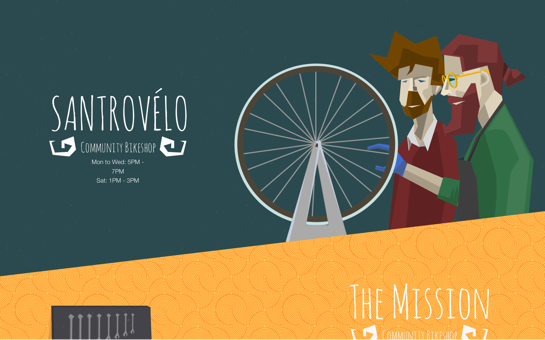 SANTROVÉLO
COMMUNITY BIKESHOP
Mon to Wed: 5PM -
7PM
Sat: 1PM - 3PM
THE MISSION
COMMUNITY BIKESHOP